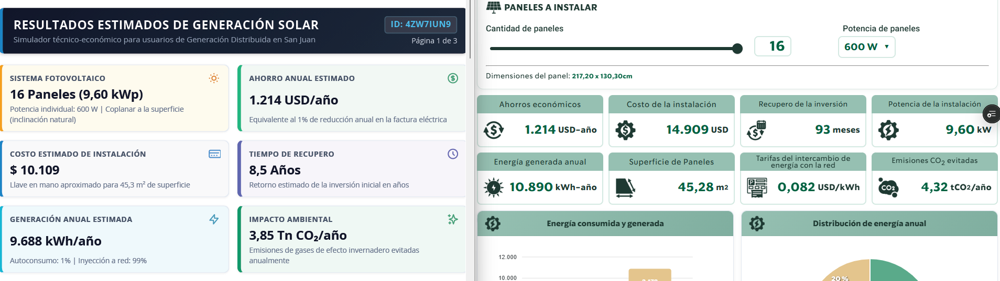 RESULTADOS ESTIMADOS DE GENERACIÓN SOLAR
Simulador técnico-económico para usuarios de Generación Distribuida en San Juan
ID: 4ZW7IUN9
Página 1 de 3
SISTEMA FOTOVOLTAICO
16 Paneles (9,60 kWp)
Potencia individual: 600 W | Coplanar a la superficie
(inclinación natural)
AHORRO ANUAL ESTIMADO
1.214 USD/año
Equivalente al 1% de reducción anual en la factura eléctrica
COSTO ESTIMADO DE INSTALACIÓN
$ 10.109
Llave en mano aproximado para 45,3 m² de superficie
TIEMPO DE RECUPERO
8,5 Años
Retorno estimado de la inversión inicial en años
GENERACIÓN ANUAL ESTIMADA
9.688 kWh/año
Autoconsumo: 1% | Inyección a red: 99%
IMPACTO AMBIENTAL
3,85 Tn CO₂/año
Emisiones de gases de efecto invernadero evitadas
anualmente
PANELES A INSTALAR
Cantidad de paneles
16
Potencia de paneles
600 W
Dimensiones del panel: 217,20 x 130,30cm
Ahorros económicos
1.214 USD-año
Costo de la instalación
14.909 USD
Recupero de la inversión
93 meses
Potencia de la instalación
9,60 kW
Energía generada anual
10.890 kWh-año
Superficie de Paneles
45,28 m2
Tarifas del intercambio de
energía con la red
0,082 USD/kWh
Emisiones CO₂ evitadas
CO2
4,32 tCO2/año
Energía consumida y generada
12.000
10.000
Distribución de energía anual
20%